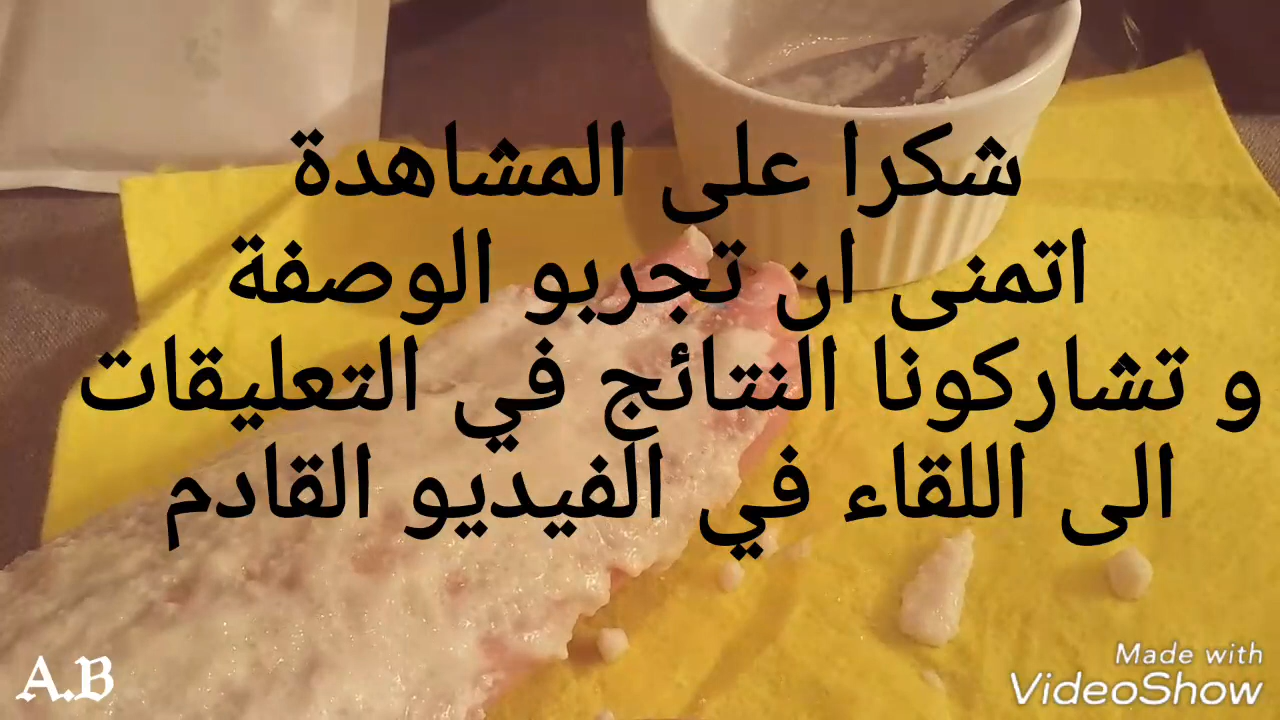 شكرا على المشاهدة
اتمنى ان تجربو الوصفة
و تشاركونا النتائج في التعليقات
الى اللقاء في الفيديو القادم
A.B
Made with
VideoShow